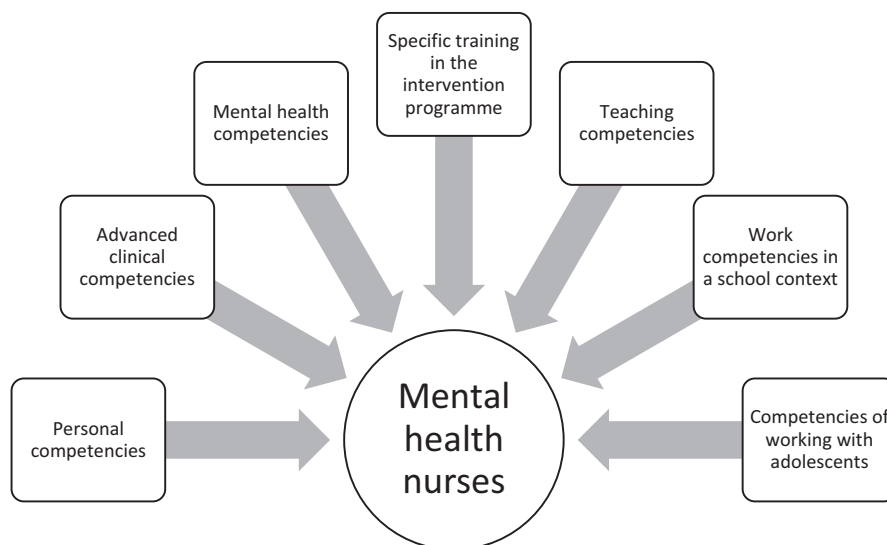 Specific training
in the
intervention
programme
Mental health
competencies
Teaching
competencies
Advanced
clinical
competencies
Work
competencies in
a school context
Personal
competencies
Mental
health
nurses
Competencies of
working with
adolescents